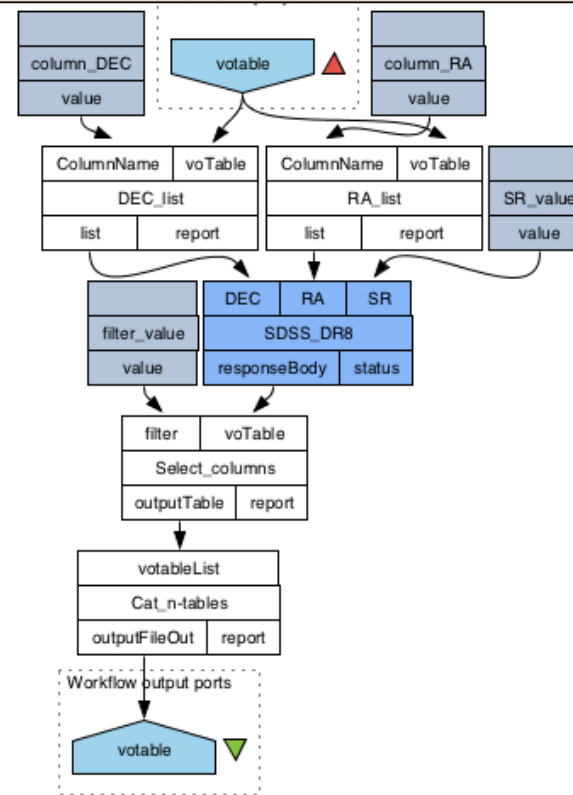 votable
column_DEC
value
column_RA
value
ColumnName voTable
DEC_list
list report
ColumnName voTable
RA_list
list report
SR_value
value
filter_value
value
DEC RA SR
SDSS_DR8
responseBody status
filter voTable
Select_columns
outputTable report
votableList
Cat_n-tables
outputFileOut report
Workflow output ports
votable